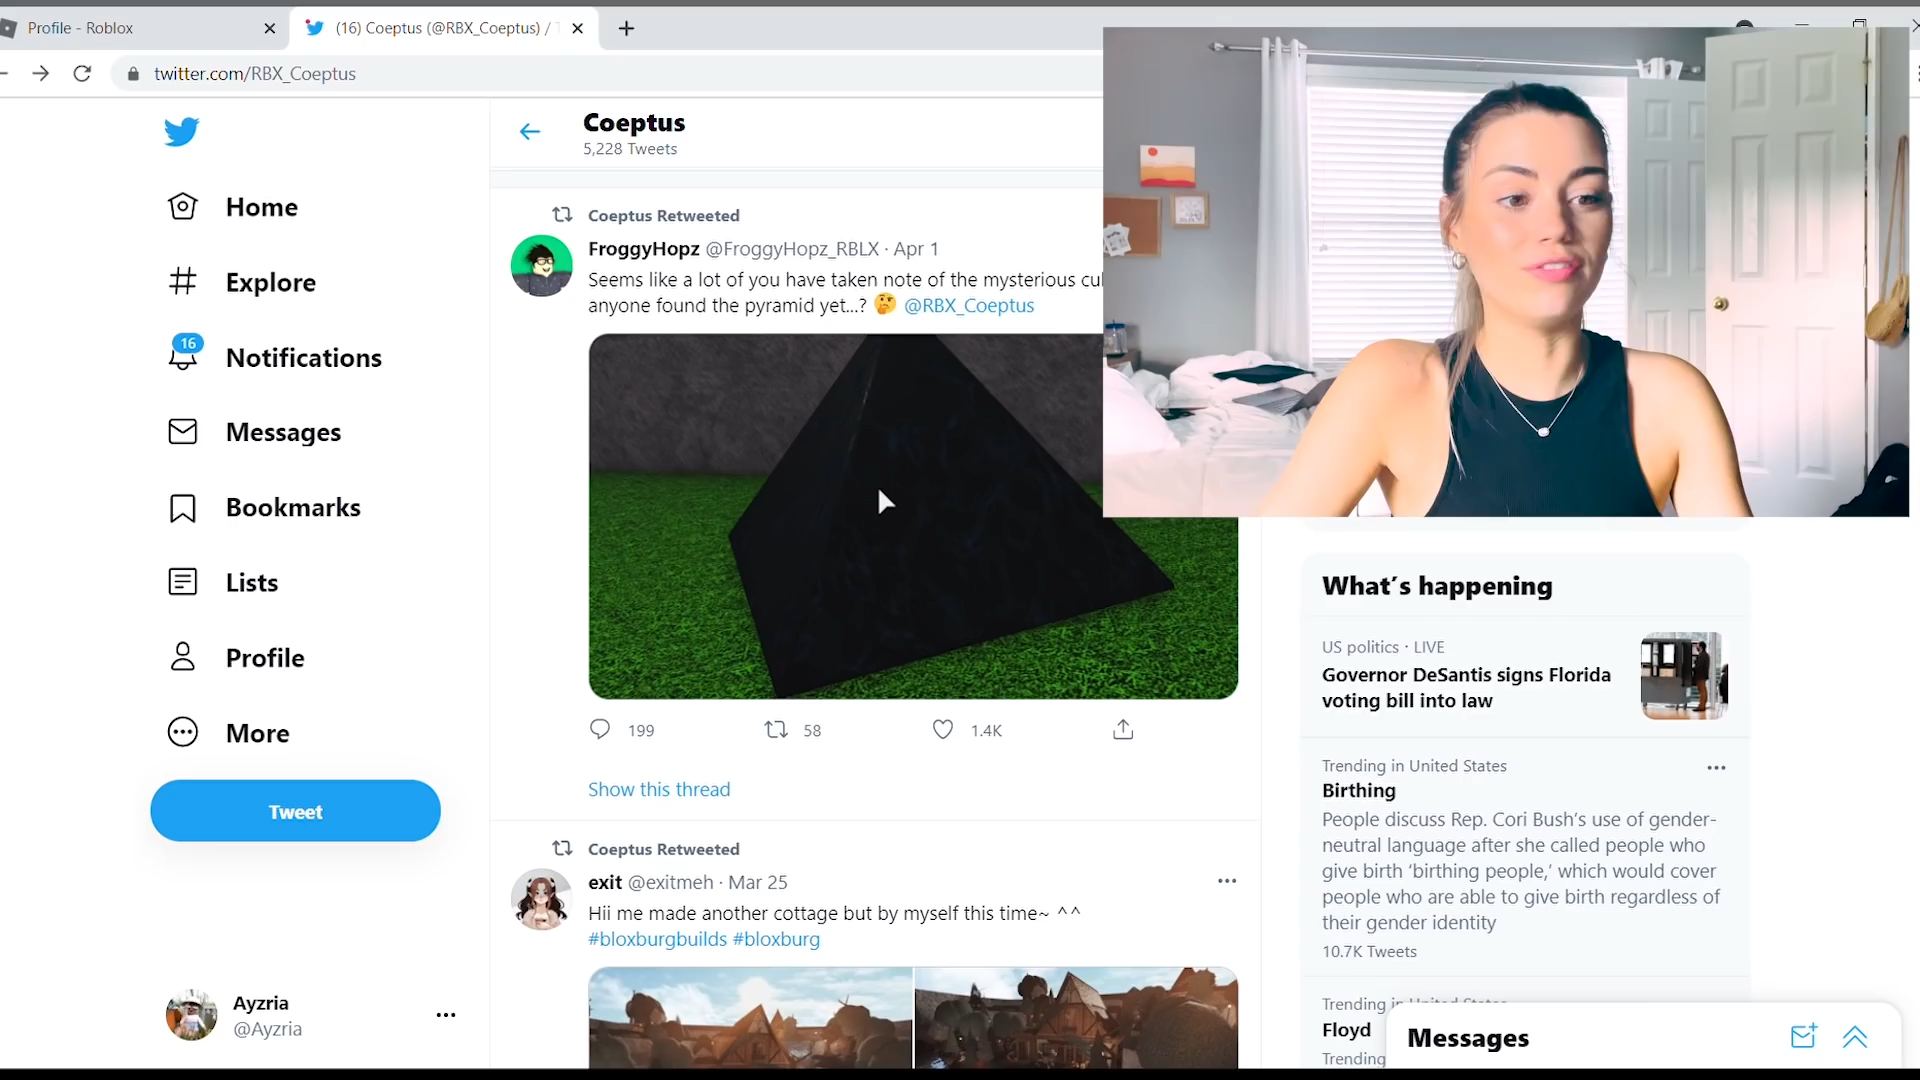 Profile - Roblox
(16) Coeptus (@RBX_Coeptus) /
twitter.com/RBX_Coeptus
Coeptus
5,228 Tweets
Home
Explore
16
Notifications
Messages
Bookmarks
Lists
Profile
More
Tweet
Ayzria
@Ayzria
Coeptus Retweeted
FroggyHopz @FroggyHopz_RBLX · Apr 1
Seems like a lot of you have taken note of the mysterious
anyone found the pyramid yet...? 🤔 @RBX_Coeptus
199
58
1.4K
Show this thread
Coeptus Retweeted
exit @exitmeh · Mar 25
Hii me made another cottage but by myself this time~ ^^
#bloxburgbuilds #bloxburg
What's happening
US politics · LIVE
Governor DeSantis signs Florida
voting bill into law
Trending in United States
Birthing
People discuss Rep. Cori Bush's use of gender-
neutral language after she called people who
give birth 'birthing people,' which would cover
people who are able to give birth regardless of
their gender identity
10.7K Tweets
Trending in United States
Floyd
Trending
Messages